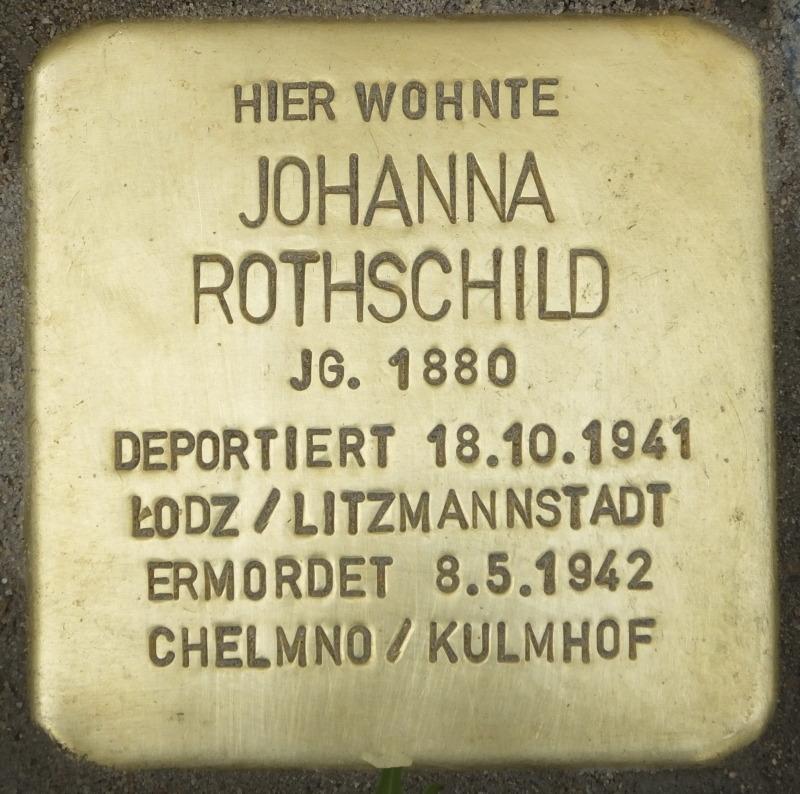 HIER WOHNTE
JOHANNA
ROTHSCHILD
JG. 1880
DEPORTIERT 18.10.1941
ŁODZ / LITZMANNSTADT
ERMORDET 8.5.1942
CHELMNO / KULMHOF